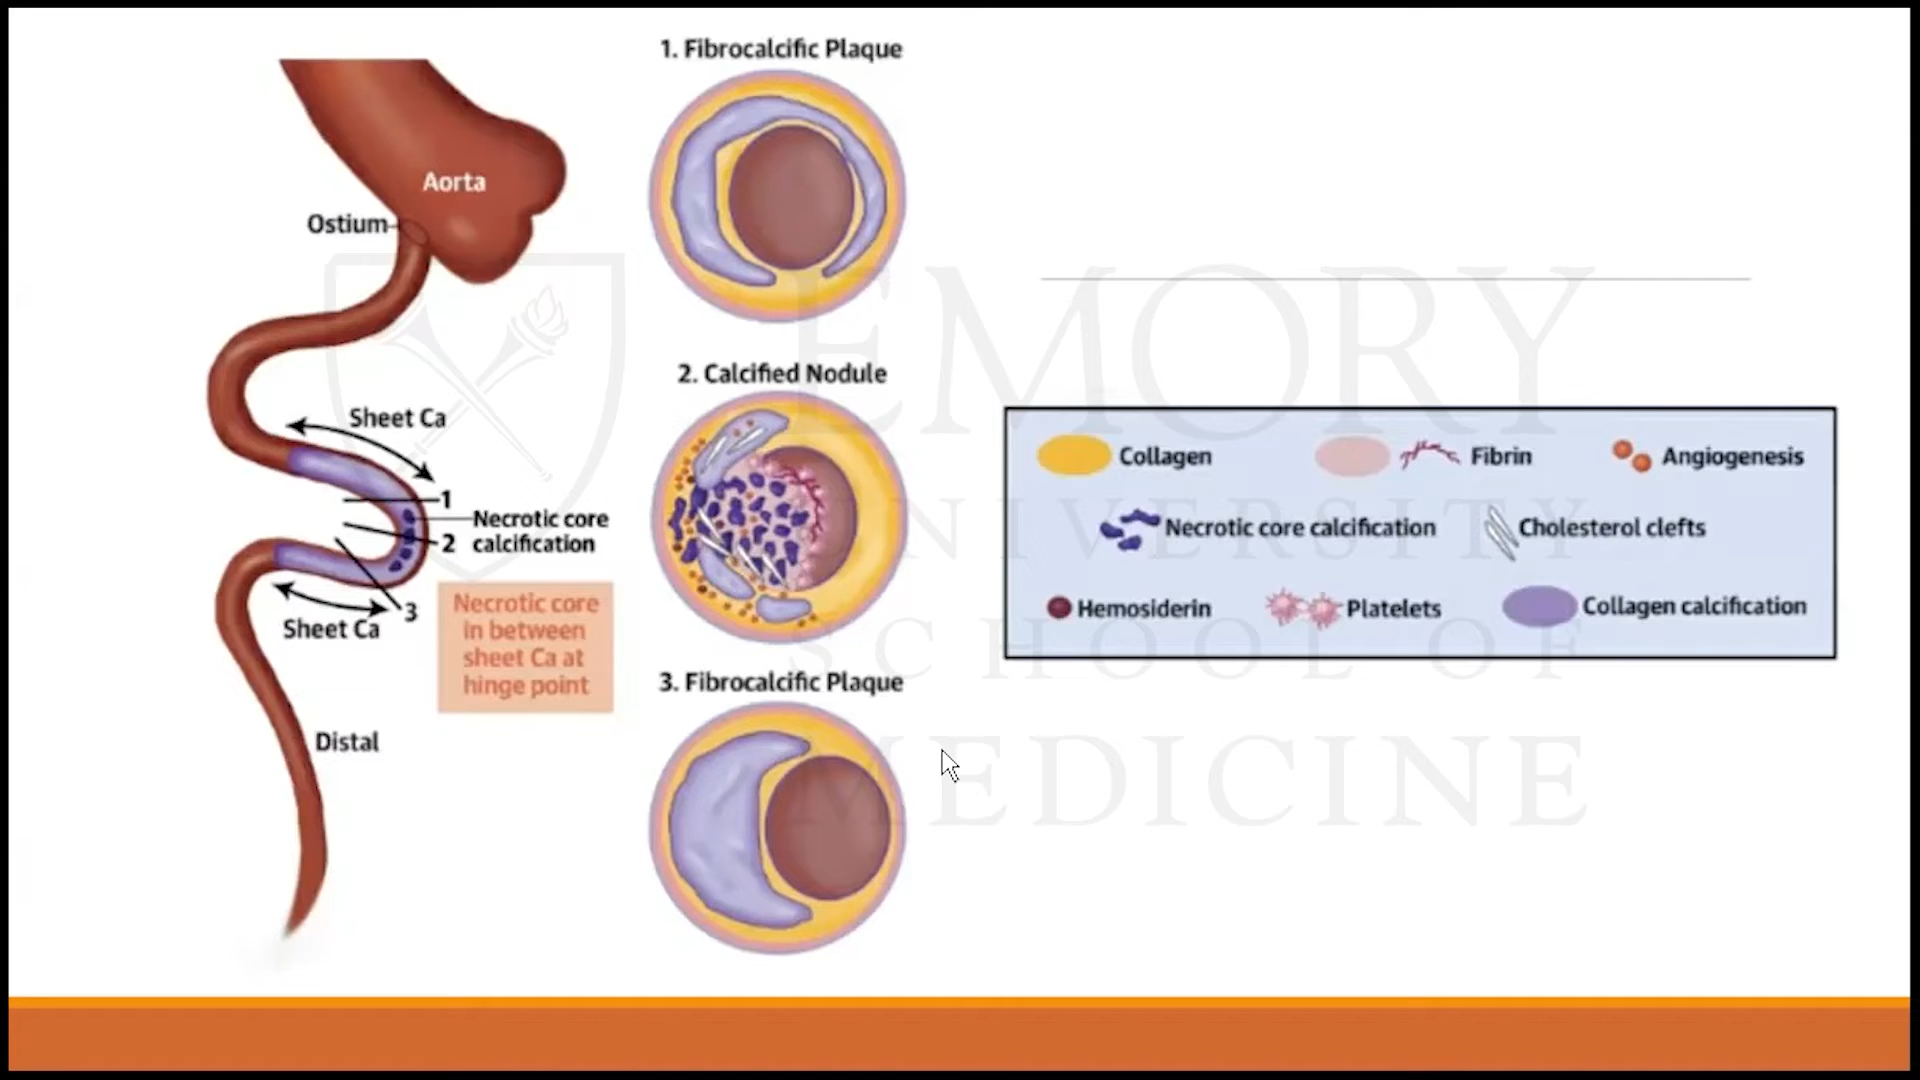 1. Fibrocalcific Plaque
Aorta
Ostium
2. Calcified Nodule
Sheet Ca
1
Necrotic core
calcification
2
3
Sheet Ca
Necrotic core
in between
sheet Ca at
hinge point
3. Fibrocalcific Plaque
Distal
Collagen
Fibrin
Angiogenesis
Necrotic core calcification
Cholesterol clefts
Hemosiderin
Platelets
Collagen calcification
EMORY
UNIVERSITY
SCHOOL OF
MEDICINE